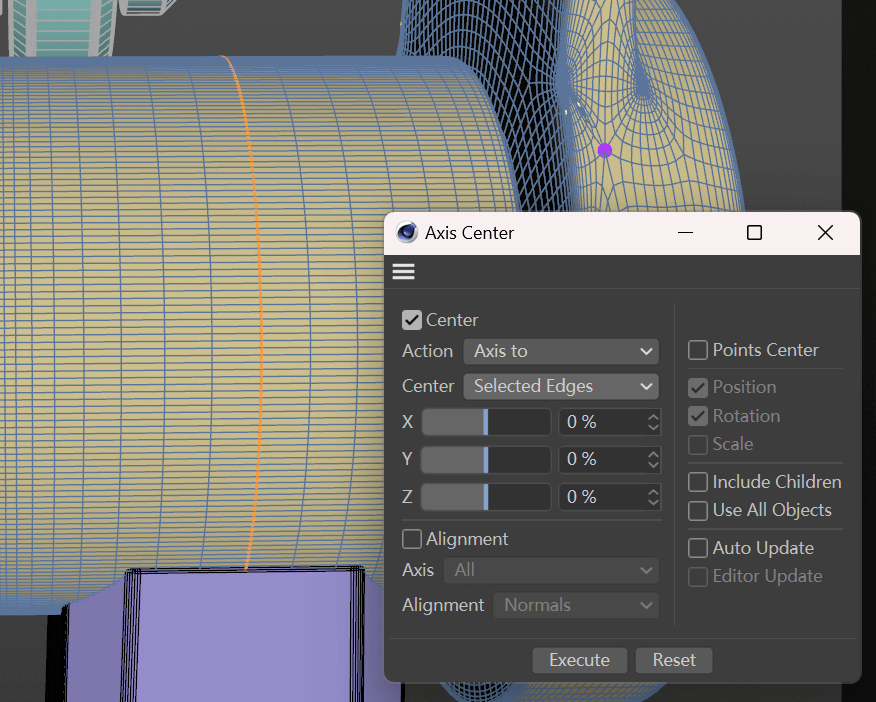 Axis Center
Center
Action Axis to
Center Selected Edges
X 0 %
Y 0 %
Z 0 %
Alignment
Axis All
Alignment Normals
Points Center
Position
Rotation
Scale
Include Children
Use All Objects
Auto Update
Editor Update
Execute Reset